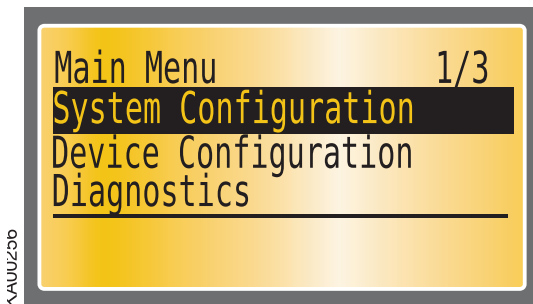 Main Menu 1/3
System Configuration
Device Configuration
Diagnostics